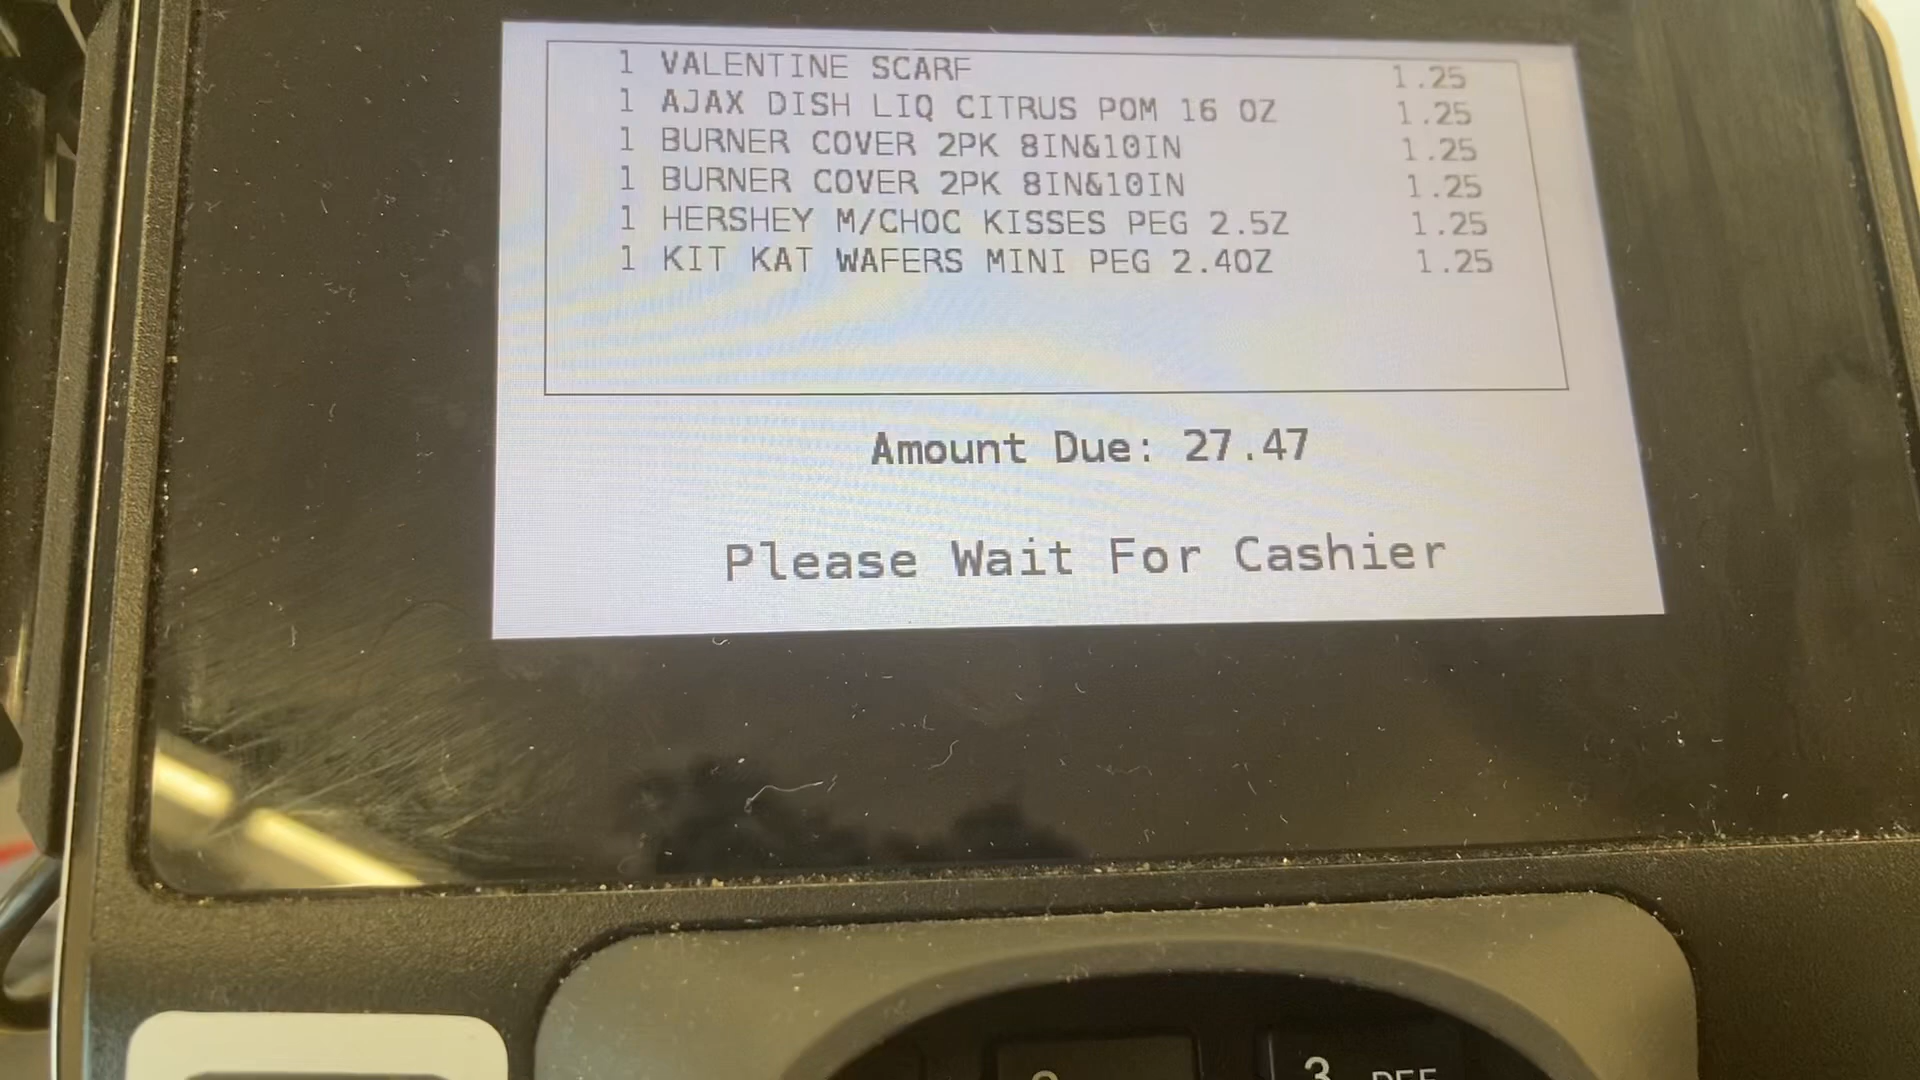 1 VALENTINE SCARF 1.25
1 AJAX DISH LIQ CITRUS POM 16 OZ 1.25
1 BURNER COVER 2PK 8IN&10IN 1.25
1 BURNER COVER 2PK 8IN&10IN 1.25
1 HERSHEY M/CHOC KISSES PEG 2.5Z 1.25
1 KIT KAT WAFERS MINI PEG 2.4OZ 1.25
Amount Due: 27.47
Please Wait For Cashier
3 DEF